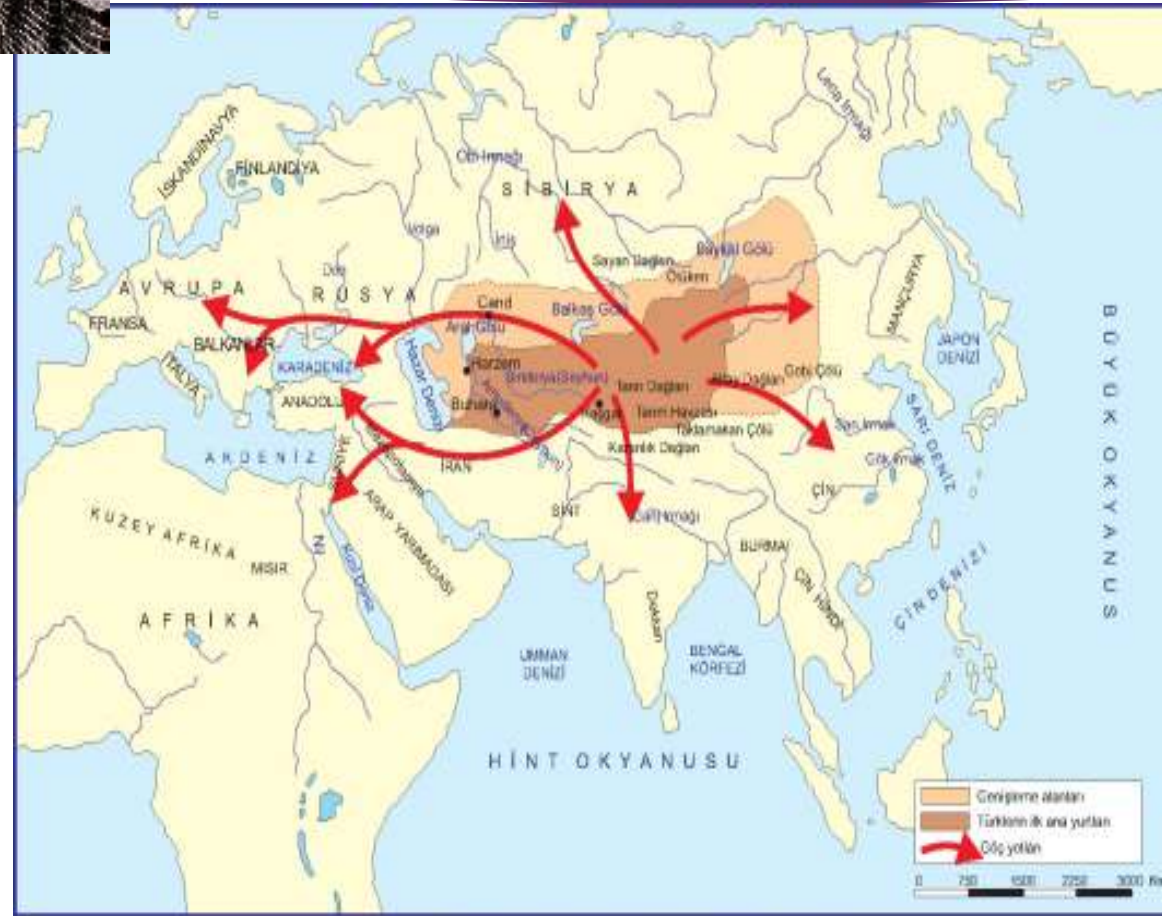 Lena Irmağı
İSKANDİNAVYA
FİNLANDİYA
Obi Irmağı
SİBİRYA
Volga
İrtiş
Baykal Gölü
Sayan Dağları
Ötüken
Don
AVRUPA
RUSYA
Cand
Balkaş Gölü
MANÇURYA
FRANSA
Aral Gölü
BALKANLAR
JAPON
DENİZİ
İTALYA
KARADENİZ
Hazar Denizi
Harzem
Tanrı Dağları
Altay Dağları
Gobi Çölü
ANADOLU
Buhara
Kaşgar
Tarım Havzası
Taklamakan Çölü
Sarı Irmak
SARI DENİZ
BÜYÜK OKYANUS
AKDENİZ
SURİYE
İRAN
Karanlık Dağları
Gök Irmak
ÇİN
KUZEY AFRİKA
ARAP YARIMADASI
SİNT
BURMA
MISIR
Nil
Kızıl Deniz
ÇİN HİNDİ
ÇİN DENİZİ
AFRİKA
Dekkan
UMMAN
DENİZİ
BENGAL
KÖRFEZİ
HİNT OKYANUSU
Genişleme alanları
Türklerin ilk ana yurtları
Göç yolları
0 750 1500 2250 3000 Km